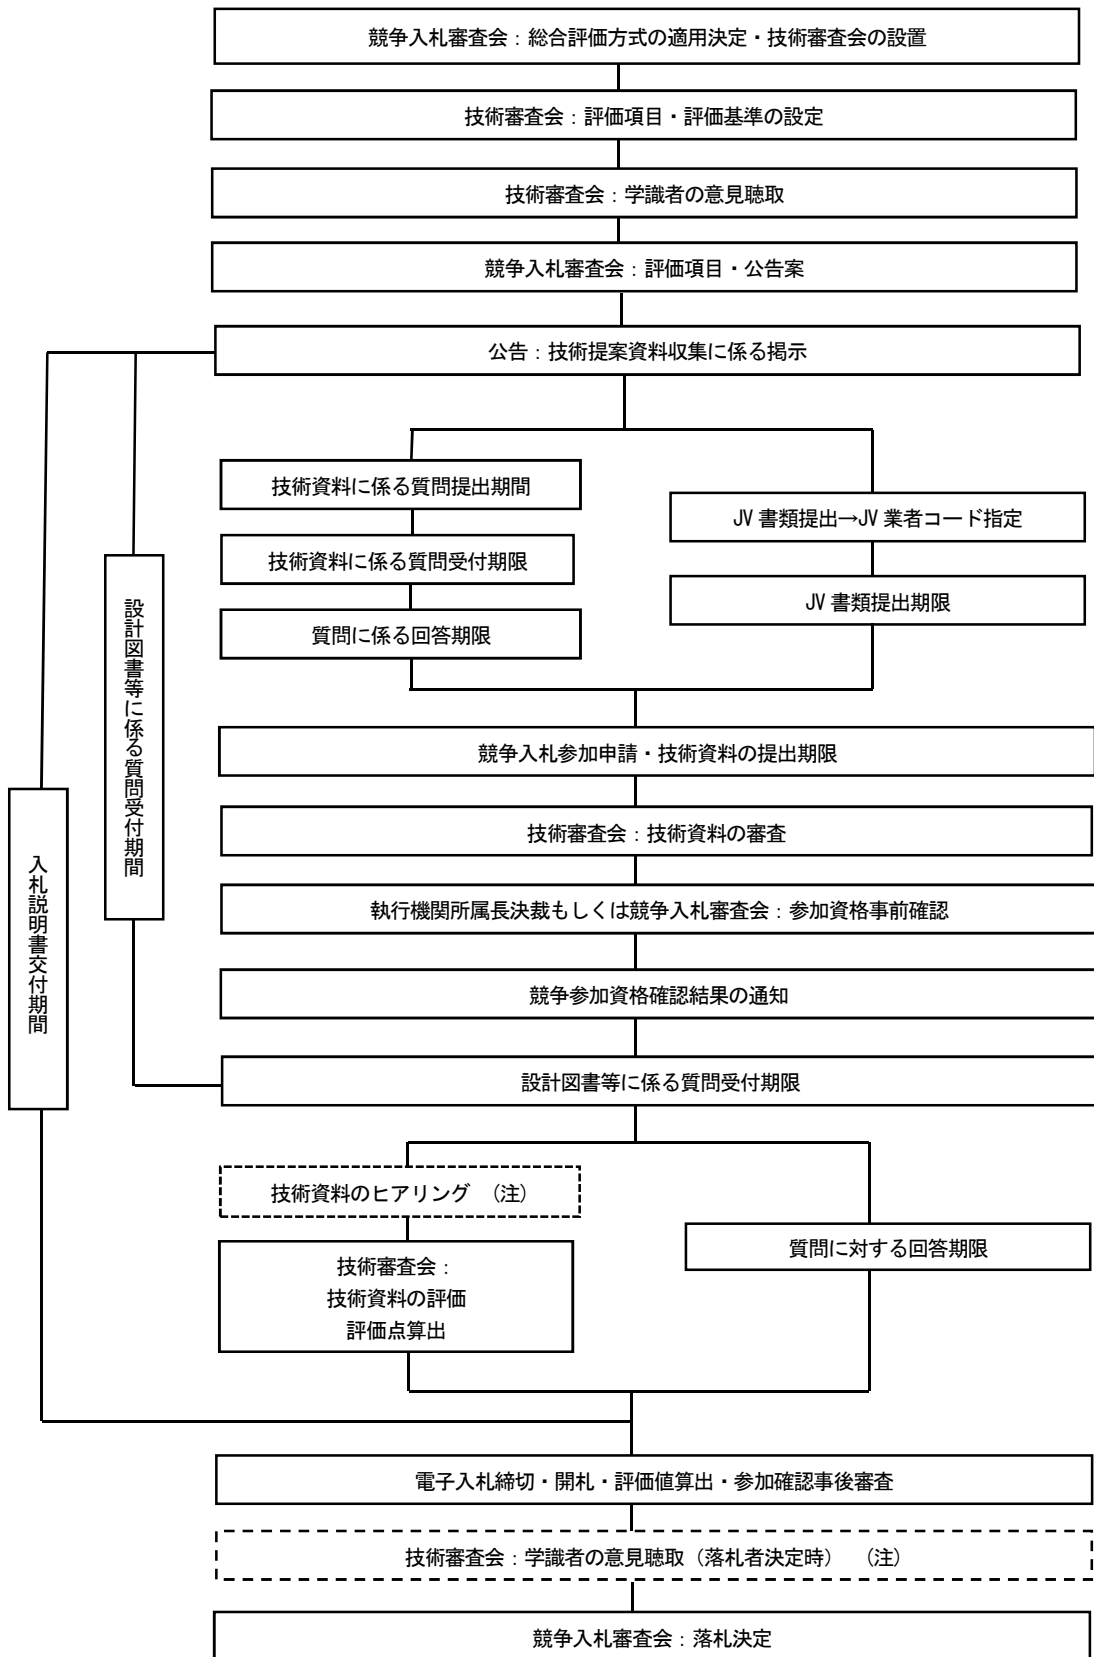 競争入札審査会：総合評価方式の適用決定・技術審査会の設置
技術審査会：評価項目・評価基準の設定
技術審査会：学識者の意見聴取
競争入札審査会：評価項目・公告案
公告：技術提案資料収集に係る掲示
技術資料に係る質問提出期間
技術資料に係る質問受付期限
質問に係る回答期限
JV 書類提出→JV 業者コード指定
JV 書類提出期限
設計図書等に係る質問受付期間
入札説明書交付期間
競争入札参加申請・技術資料の提出期限
技術審査会：技術資料の審査
執行機関所属長決裁もしくは競争入札審査会：参加資格事前確認
競争参加資格確認結果の通知
設計図書等に係る質問受付期限
技術資料のヒアリング　（注）
技術審査会：
技術資料の評価
評価点算出
質問に対する回答期限
電子入札締切・開札・評価値算出・参加確認事後審査
技術審査会：学識者の意見聴取（落札者決定時）　（注）
競争入札審査会：落札決定